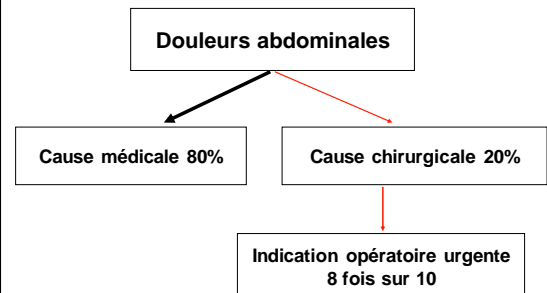 Douleurs abdominales
Cause médicale 80%
Cause chirurgicale 20%
Indication opératoire urgente
8 fois sur 10